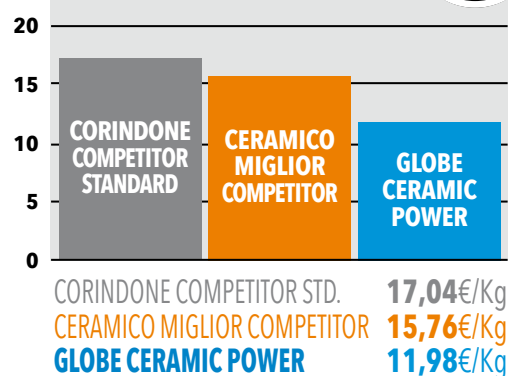 20
15
10
5
0
CORINDONE
COMPETITOR
STANDARD
CERAMICO
MIGLIOR
COMPETITOR
GLOBE
CERAMIC
POWER
CORINDONE COMPETITOR STD. 17,04€/Kg
CERAMICO MIGLIOR COMPETITOR 15,76€/Kg
GLOBE CERAMIC POWER 11,98€/Kg